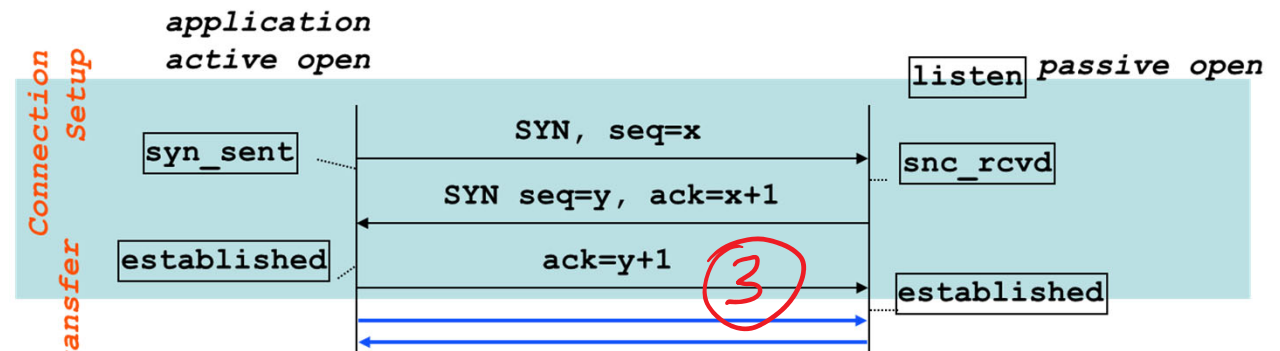 application
active open
Connection
Setup
listen
passive open
SYN, seq=x
syn_sent
snc_rcvd
SYN seq=y, ack=x+1
established
ack=y+1
3
established
ansfer